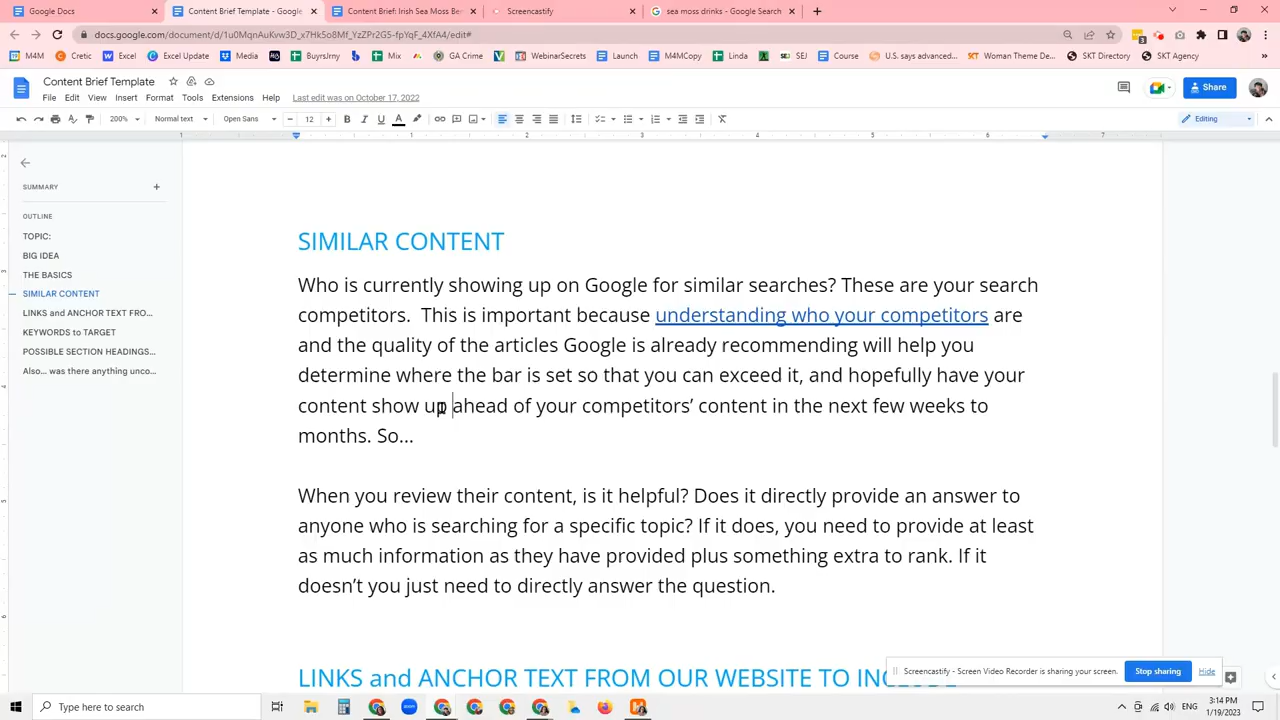 Google Docs
Content Brief Template - Google
Content Brief: Irish Sea Moss Be
Screencastify
sea moss drinks - Google Search
docs.google.com/document/d/1u0MqnAuKvw3D_x7HkSo8Mf_YzZPr2G5-fpYqF_4XfA4/edit#
M4M
Cretic
Excel
Excel Update
Media
BuyrsJrny
Mix
GA Crime
WebinarSecrets
Launch
M4MCopy
Linda
SEJ
Course
U.S. says advanced...
Woman Theme De...
SKT Directory
SKT Agency
Content Brief Template
File Edit View Insert Format Tools Extensions Help Last edit was on October 17, 2022
Share
200% Normal text Open Sans 12
Editing
SUMMARY
OUTLINE
TOPIC:
BIG IDEA
THE BASICS
SIMILAR CONTENT
LINKS and ANCHOR TEXT FRO...
KEYWORDS to TARGET
POSSIBLE SECTION HEADINGS...
Also... was there anything unco...
SIMILAR CONTENT
Who is currently showing up on Google for similar searches? These are your search
competitors.  This is important because understanding who your competitors are
and the quality of the articles Google is already recommending will help you
determine where the bar is set so that you can exceed it, and hopefully have your
content show up ahead of your competitors’ content in the next few weeks to
months. So...
When you review their content, is it helpful? Does it directly provide an answer to
anyone who is searching for a specific topic? If it does, you need to provide at least
as much information as they have provided plus something extra to rank. If it
doesn’t you just need to directly answer the question.
LINKS and ANCHOR TEXT FROM OUR WEBSITE TO INCLUDE
Screencastify - Screen Video Recorder is sharing your screen.
Stop sharing
Hide
Type here to search
ENG
3:14 PM
1/19/2023